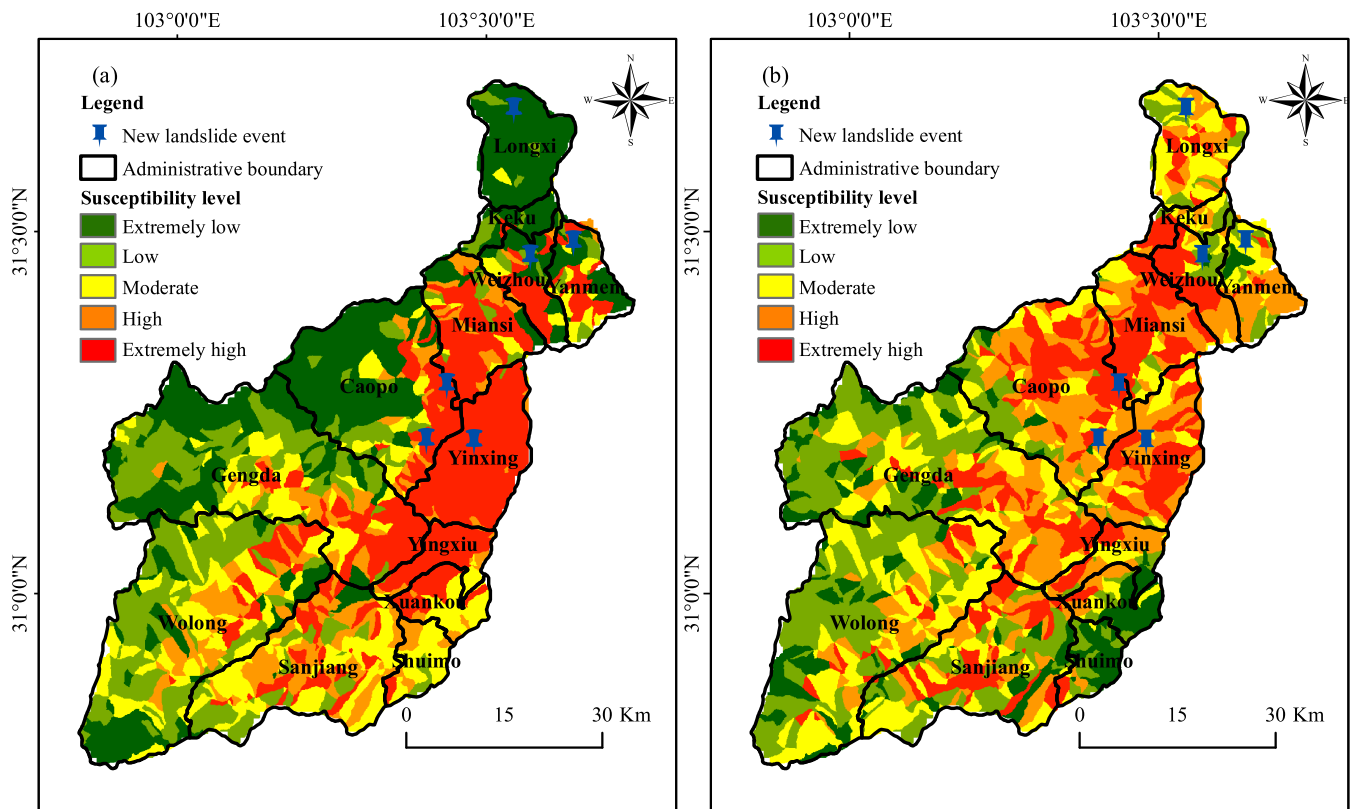 103°0'0"E
103°30'0"E
103°0'0"E
103°30'0"E
31°30'0"N
31°0'0"N
(a)
Legend
New landslide event
Administrative boundary
Susceptibility level
Extremely low
Low
Moderate
High
Extremely high
N
W
E
S
Longxi
Keku
Weizhou
Yanmen
Miansi
Caopo
Yinxing
Gengda
Yingxiu
Xuankou
Wolong
Shuimo
Sanjiang
0
15
30 Km
31°30'0"N
31°0'0"N
(b)
Legend
New landslide event
Administrative boundary
Susceptibility level
Extremely low
Low
Moderate
High
Extremely high
N
W
E
S
Longxi
Keku
Weizhou
Yanmen
Miansi
Caopo
Yinxing
Gengda
Yingxiu
Xuankou
Wolong
Shuimo
Sanjiang
0
15
30 Km